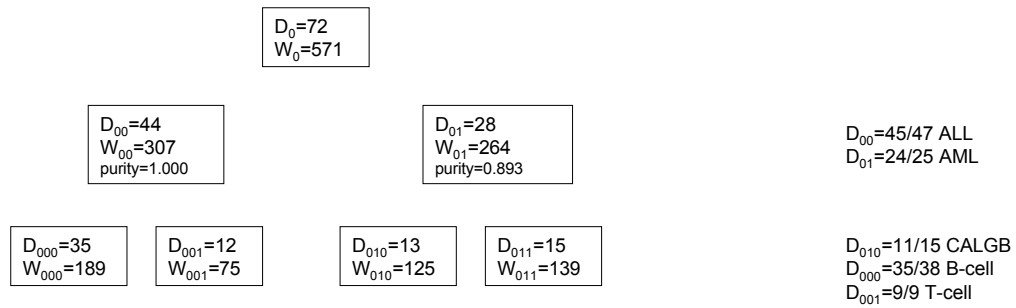 D₀=72
W₀=571
D₀₀=44
W₀₀=307
purity=1.000
D₀₁=28
W₀₁=264
purity=0.893
D₀₀=45/47 ALL
D₀₁=24/25 AML
D₀₀₀=35
W₀₀₀=189
D₀₀₁=12
W₀₀₁=75
D₀₁₀=13
W₀₁₀=125
D₀₁₁=15
W₀₁₁=139
D₀₁₀=11/15 CALGB
D₀₀₀=35/38 B-cell
D₀₀₁=9/9 T-cell